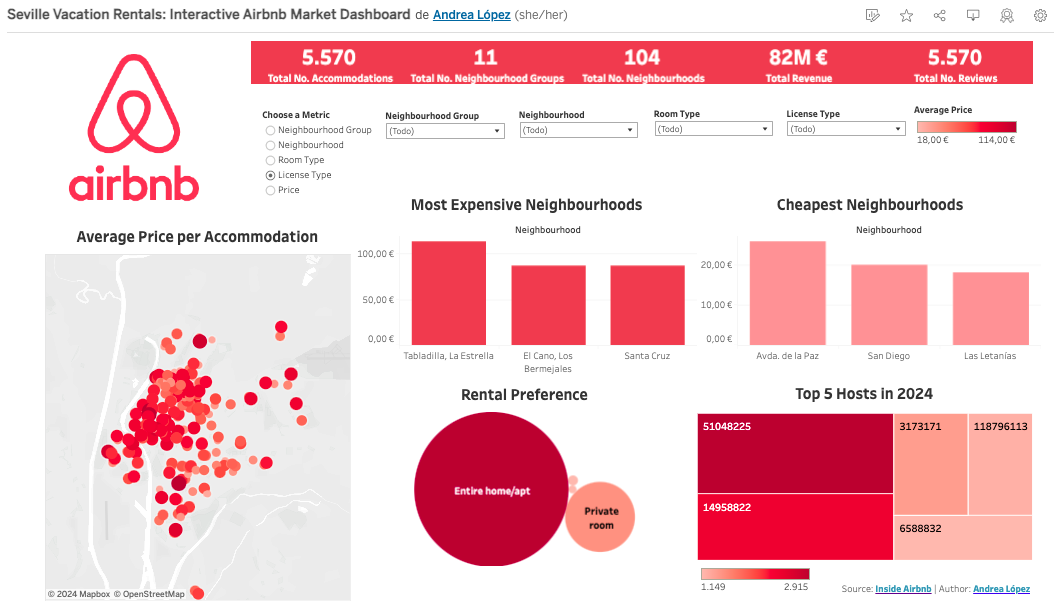 Seville Vacation Rentals: Interactive Airbnb Market Dashboard de Andrea López (she/her)
airbnb
5.570
Total No. Accommodations
11
Total No. Neighbourhood Groups
104
Total No. Neighbourhoods
82M €
Total Revenue
5.570
Total No. Reviews
Choose a Metric
Neighbourhood Group
Neighbourhood
Room Type
License Type
Price
Neighbourhood Group
(Todo)
Neighbourhood
(Todo)
Room Type
(Todo)
License Type
(Todo)
Average Price
18,00 € 114,00 €
Average Price per Accommodation
© 2024 Mapbox © OpenStreetMap
Most Expensive Neighbourhoods
Neighbourhood
100,00 €
50,00 €
0,00 €
Tabladilla, La Estrella
El Cano, Los
Bermejales
Santa Cruz
Cheapest Neighbourhoods
Neighbourhood
20,00 €
10,00 €
0,00 €
Avda. de la Paz
San Diego
Las Letanías
Rental Preference
Entire home/apt
Private
room
Top 5 Hosts in 2024
51048225
14958822
3173171
118796113
6588832
1.149 2.915
Source: Inside Airbnb | Author: Andrea López